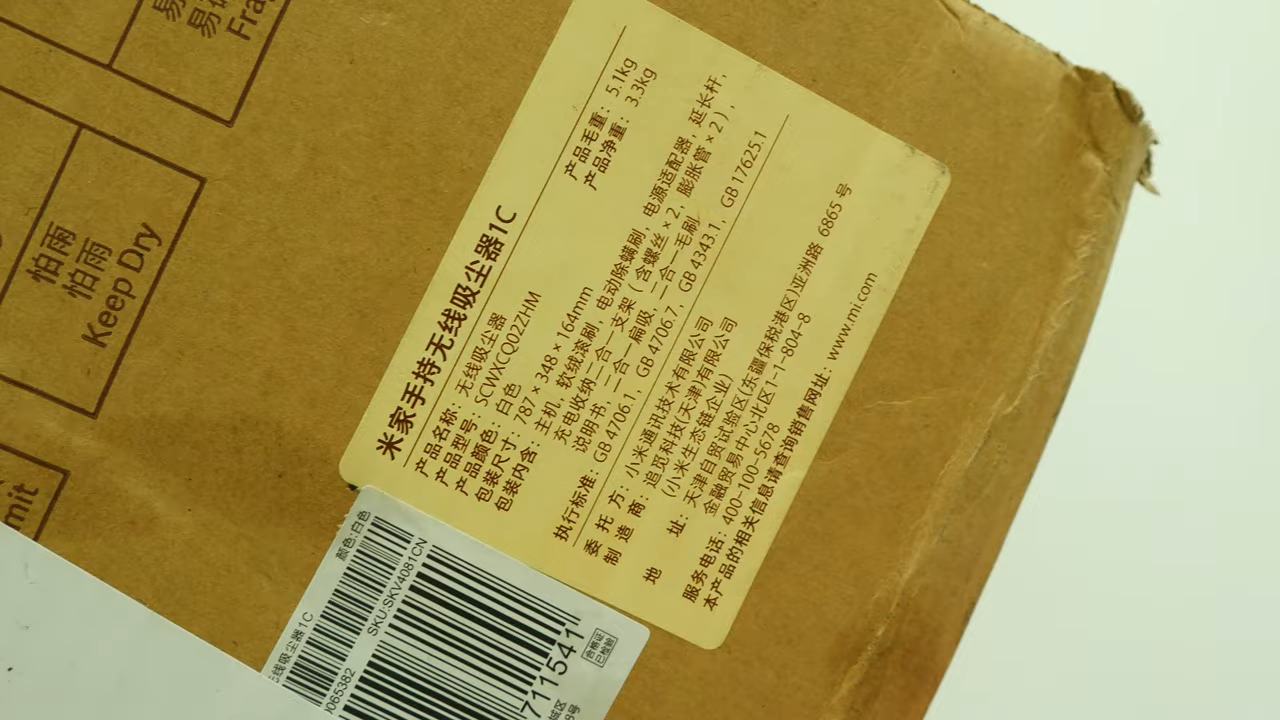 易
易
Fra
怕雨
怕雨
Keep Dry
mit
米家手持无线吸尘器1C
产品名称：无线吸尘器
产品型号：SCWXCQ02ZHM
产品颜色：白色
包装尺寸：787×348×164mm
产品毛重：5.1kg
产品净重：3.3kg
包装内含：主机，软绒滚刷，电动除螨刷，电源适配器，延长杆，
充电收纳二合一支架（含螺丝×2，膨胀管×2），
说明书，二合一扁吸，二合一毛刷
执行标准：GB 4706.1，GB 4706.7，GB 4343.1，GB 17625.1
委托方：小米通讯技术有限公司
制造商：追觅科技(天津)有限公司
(小米生态链企业)
地址：天津自贸试验区(东疆保税港区)亚洲路 6865 号
金融贸易中心北区1-1-804-8
服务电话：400-100-5678
本产品的相关信息请查询销售网址：www.mi.com
线吸尘器1C
颜色:白色
065382
SKU:SKV4081CN
711541
合格证
已检验
8号